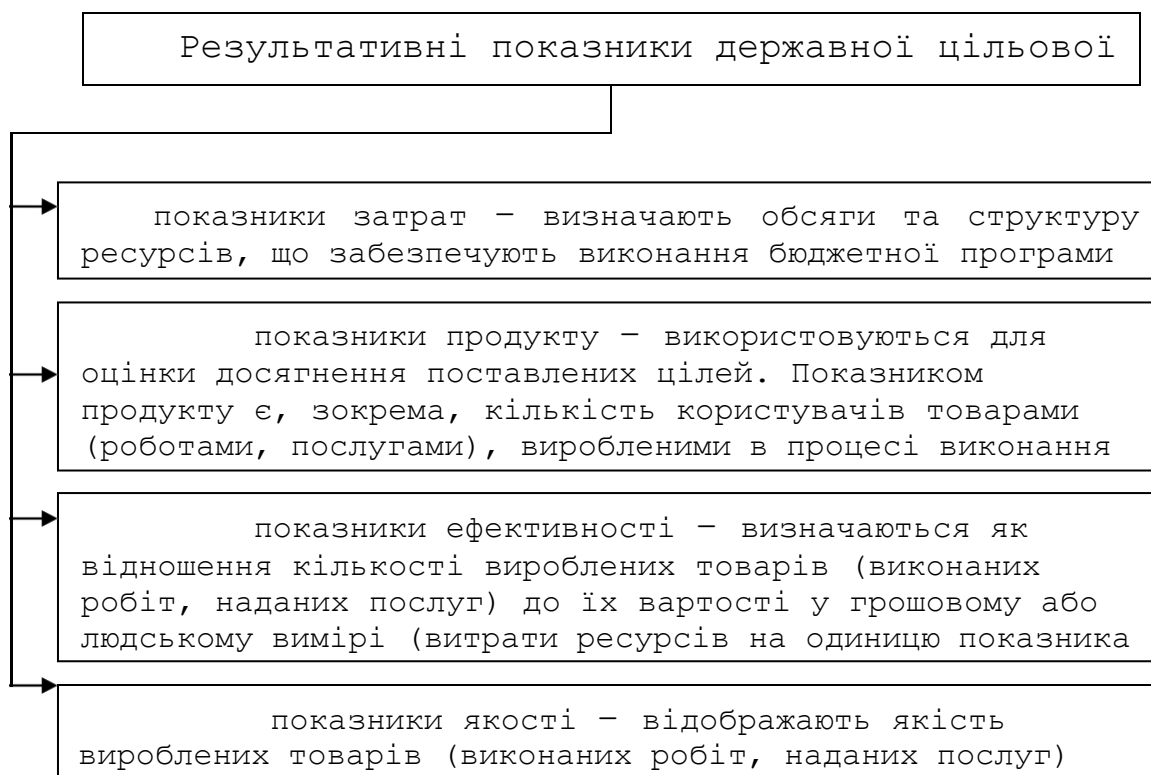 Результативні показники державної цільової
показники затрат – визначають обсяги та структуру
ресурсів, що забезпечують виконання бюджетної програми
показники продукту – використовуються для
оцінки досягнення поставлених цілей. Показником
продукту є, зокрема, кількість користувачів товарами
(роботами, послугами), виробленими в процесі виконання
показники ефективності – визначаються як
відношення кількості вироблених товарів (виконаних
робіт, наданих послуг) до їх вартості у грошовому або
людському вимірі (витрати ресурсів на одиницю показника
показники якості – відображають якість
вироблених товарів (виконаних робіт, наданих послуг)